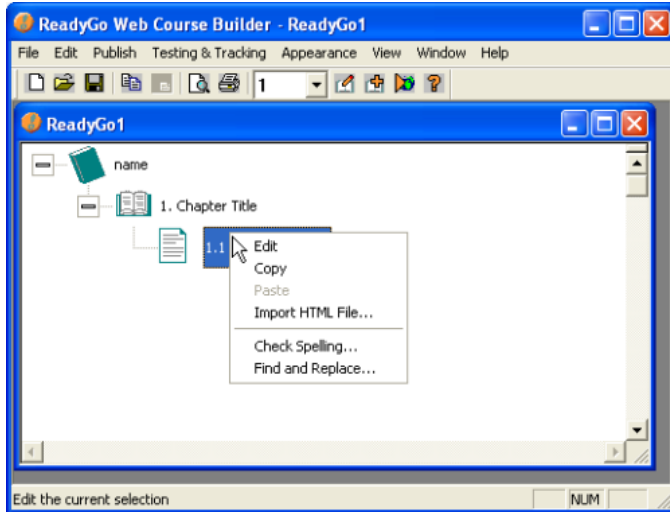 ReadyGo Web Course Builder - ReadyGo1
File Edit Publish Testing & Tracking Appearance View Window Help
1
ReadyGo1
name
1. Chapter Title
1.1
Edit
Copy
Paste
Import HTML File...
Check Spelling...
Find and Replace...
Edit the current selection
NUM